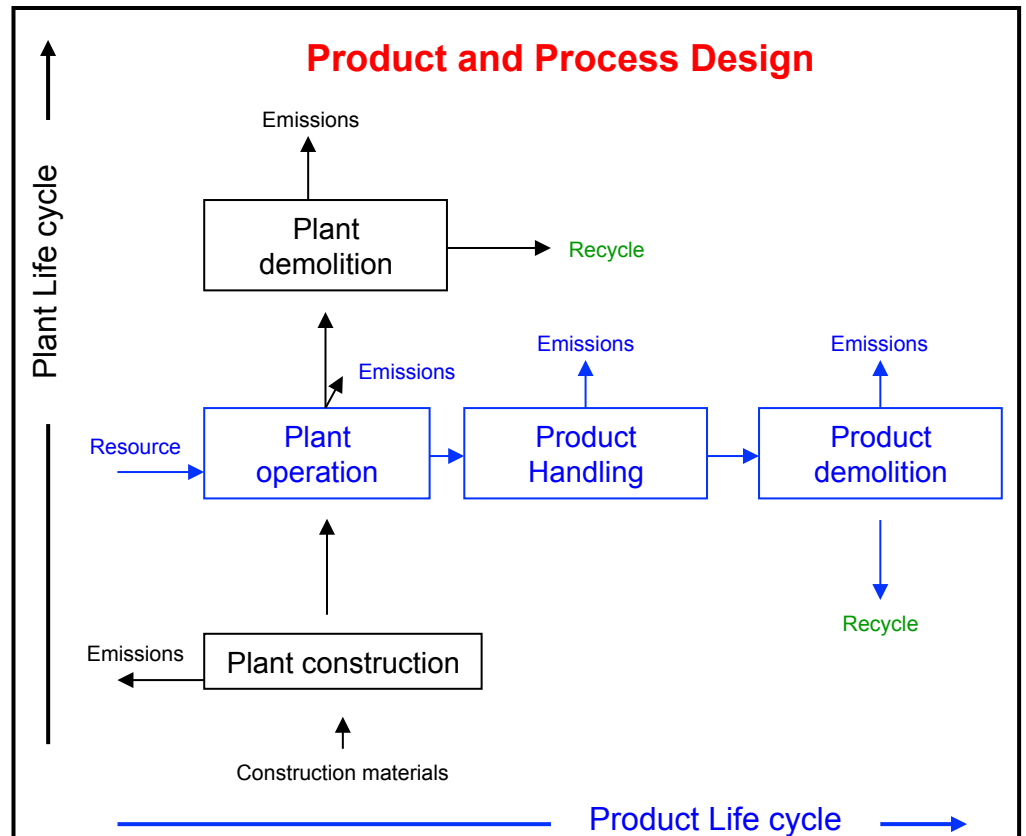 Product and Process Design
Plant Life cycle
Emissions
Plant
demolition
Recycle
Emissions
Emissions
Emissions
Resource
Plant
operation
Product
Handling
Product
demolition
Recycle
Emissions
Plant construction
Construction materials
Product Life cycle